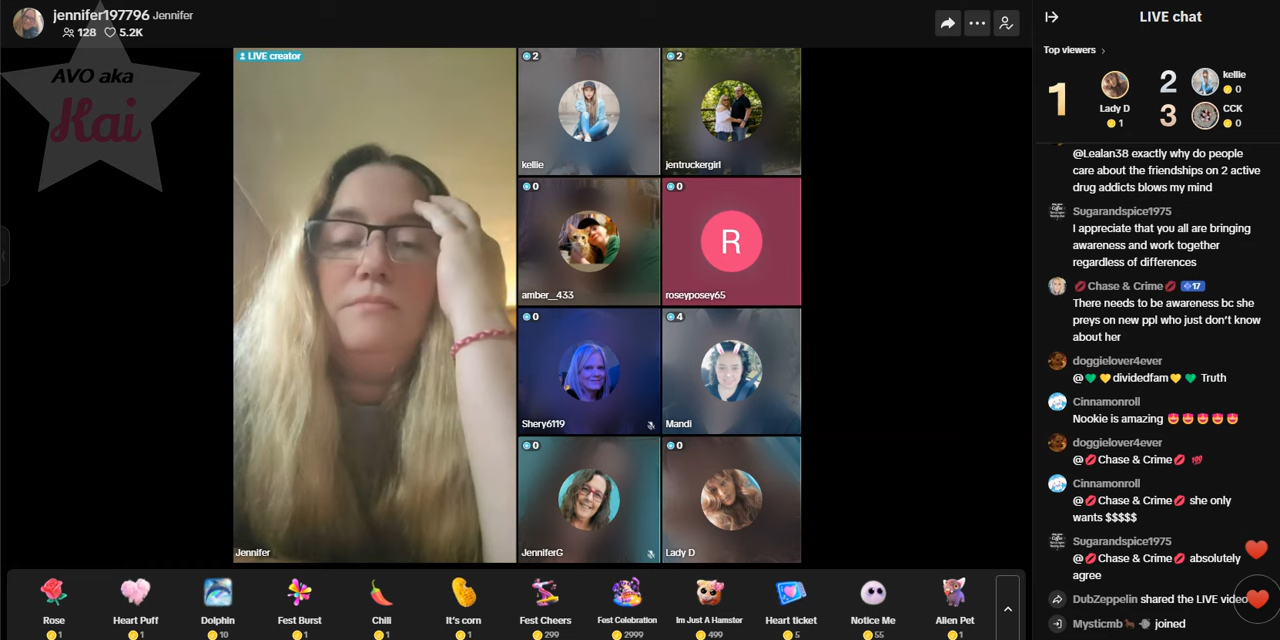 jennifer197796 Jennifer
128 5.2K
AVO aka
Kai
LIVE creator
2
kellie
2
jentruckergirl
0
amber__433
0
roseyposey65
R
0
Shery6119
4
Mandi
0
JenniferG
0
Lady D
Jennifer
Rose
1
Heart Puff
1
Dolphin
10
Fest Burst
1
Chili
1
It's corn
1
Fest Cheers
299
Fest Celebration
2999
Im Just A Hamster
499
Heart ticket
5
Notice Me
55
Alien Pet
1
LIVE chat
Top viewers
1
Lady D
1
2
kellie
0
3
CCK
0
@Lealan38 exactly why do people
care about the friendships on 2 active
drug addicts blows my mind
Sugarandspice1975
I appreciate that you all are bringing
awareness and work together
regardless of differences
💋Chase & Crime💋 17
There needs to be awareness bc she
preys on new ppl who just don't know
about her
doggielover4ever
@💚💛dividedfam💛💚 Truth
Cinnamonroll
Nookie is amazing 😍😍😍😍😍
doggielover4ever
@💋Chase & Crime💋 💯
Cinnamonroll
@💋Chase & Crime💋 she only
wants $$$$$
Sugarandspice1975
@💋Chase & Crime💋 absolutely
agree
DubZeppelin shared the LIVE video
Mysticmb joined